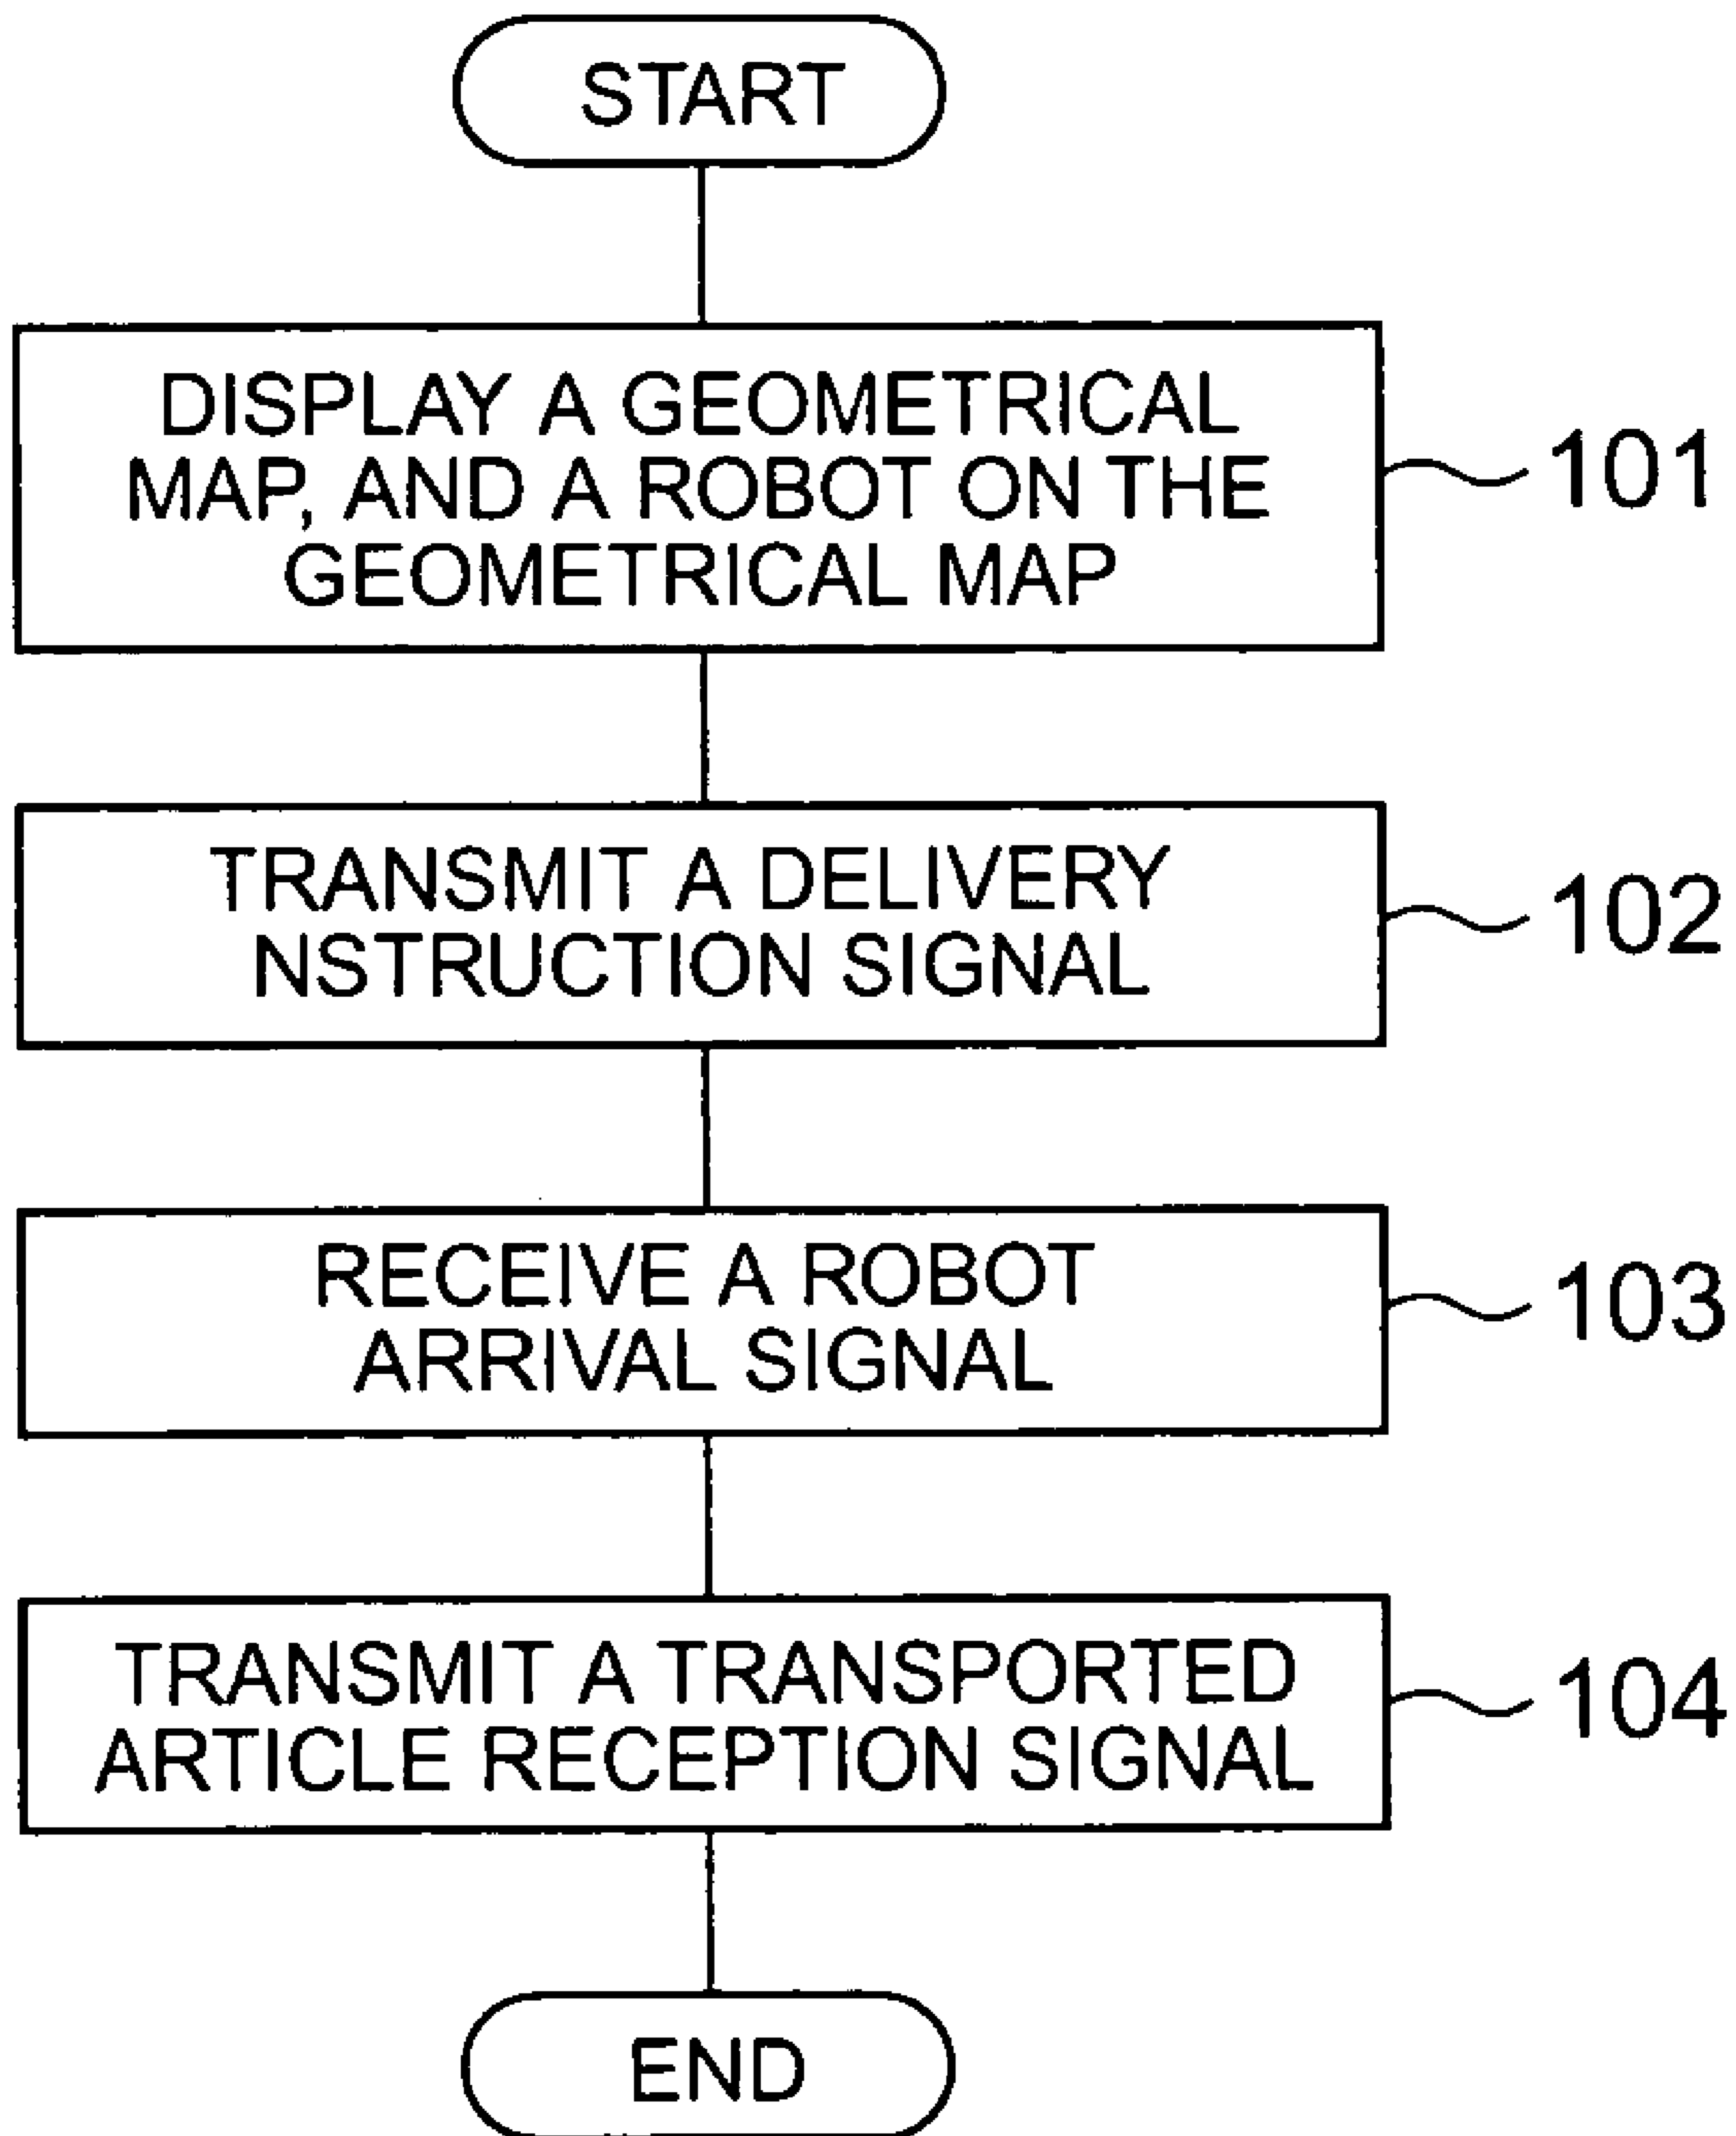 START
DISPLAY A GEOMETRICAL
MAP, AND A ROBOT ON THE
GEOMETRICAL MAP
101
TRANSMIT A DELIVERY
NSTRUCTION SIGNAL
102
RECEIVE A ROBOT
ARRIVAL SIGNAL
103
TRANSMIT A TRANSPORTED
ARTICLE RECEPTION SIGNAL
104
END